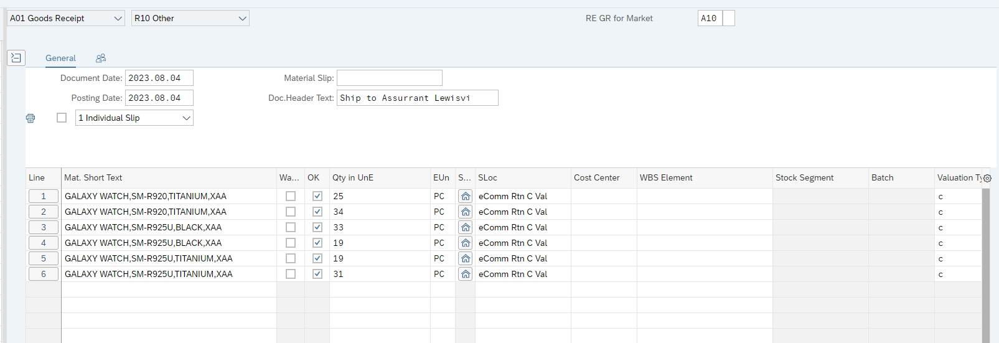 A01 Goods Receipt R10 Other RE GR for Market A10
General
Document Date: 2023.08.04 Material Slip:
Posting Date: 2023.08.04 Doc.Header Text: Ship to Assurrant Lewisvi
1 Individual Slip
Line Mat. Short Text Wa... OK Qty in UnE EUn S... SLoc Cost Center WBS Element Stock Segment Batch Valuation Ty
1 GALAXY WATCH,SM-R920,TITANIUM,XAA 25 PC eComm Rtn C Val c
2 GALAXY WATCH,SM-R920,TITANIUM,XAA 34 PC eComm Rtn C Val c
3 GALAXY WATCH,SM-R925U,BLACK,XAA 33 PC eComm Rtn C Val c
4 GALAXY WATCH,SM-R925U,BLACK,XAA 19 PC eComm Rtn C Val c
5 GALAXY WATCH,SM-R925U,TITANIUM,XAA 19 PC eComm Rtn C Val c
6 GALAXY WATCH,SM-R925U,TITANIUM,XAA 31 PC eComm Rtn C Val c